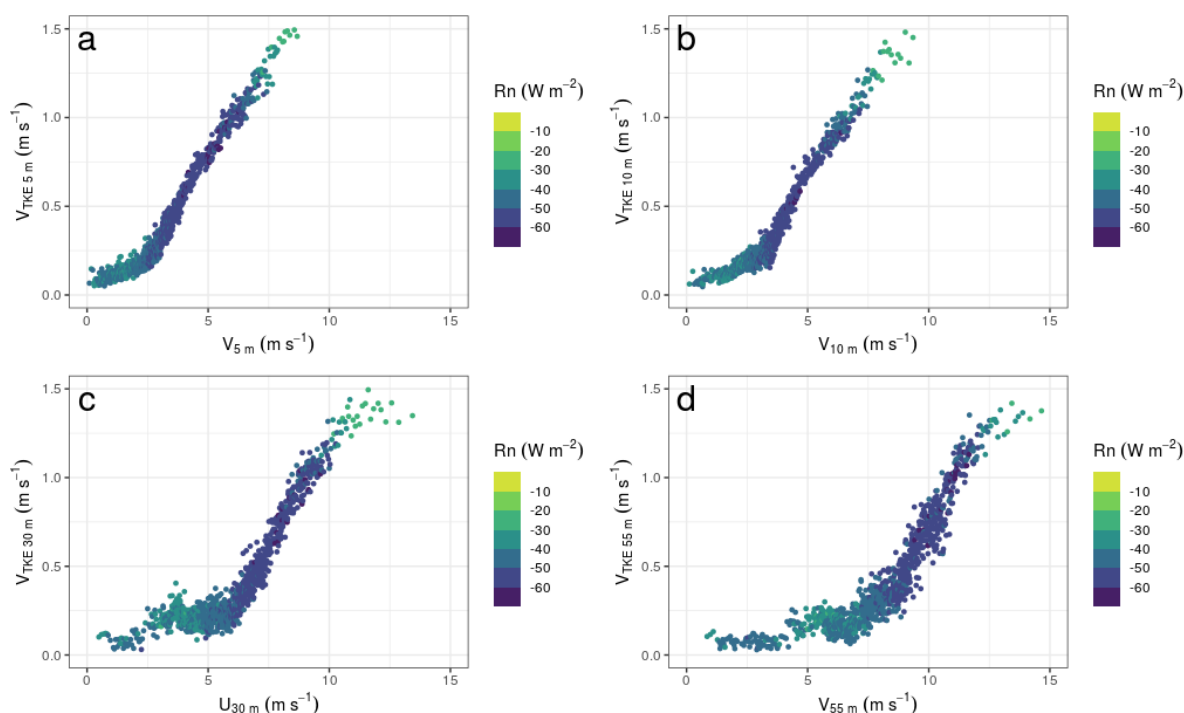 a
1.5
1.0
0.5
0.0
V_TKE 5 m (m s⁻¹)
0 5 10 15
V_5 m (m s⁻¹)
Rn (W m⁻²)
-10
-20
-30
-40
-50
-60
b
1.5
1.0
0.5
0.0
V_TKE 10 m (m s⁻¹)
0 5 10 15
V_10 m (m s⁻¹)
Rn (W m⁻²)
-10
-20
-30
-40
-50
-60
c
1.5
1.0
0.5
0.0
V_TKE 30 m (m s⁻¹)
0 5 10 15
U_30 m (m s⁻¹)
Rn (W m⁻²)
-10
-20
-30
-40
-50
-60
d
1.5
1.0
0.5
0.0
V_TKE 55 m (m s⁻¹)
0 5 10 15
V_55 m (m s⁻¹)
Rn (W m⁻²)
-10
-20
-30
-40
-50
-60